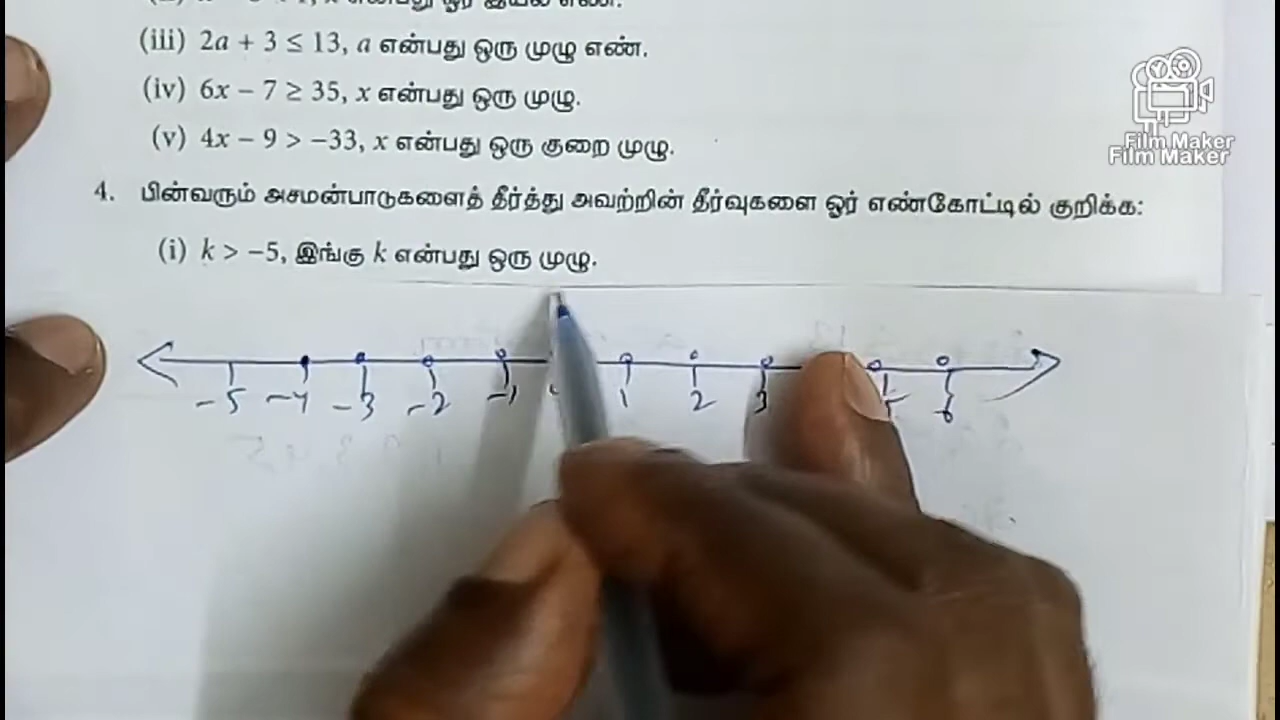 (iii) 2a + 3 ≤ 13, a என்பது ஒரு முழு எண்.
(iv) 6x − 7 ≥ 35, x என்பது ஒரு முழு.
(v) 4x − 9 > −33, x என்பது ஒரு குறை முழு.
4. பின்வரும் அசமன்பாடுகளைத் தீர்த்து அவற்றின் தீர்வுகளை ஓர் எண்கோட்டில் குறிக்க:
(i) k > −5, இங்கு k என்பது ஒரு முழு.
-5 -4 -3 -2 -1 1 2 3 6
Film Maker
Film Maker